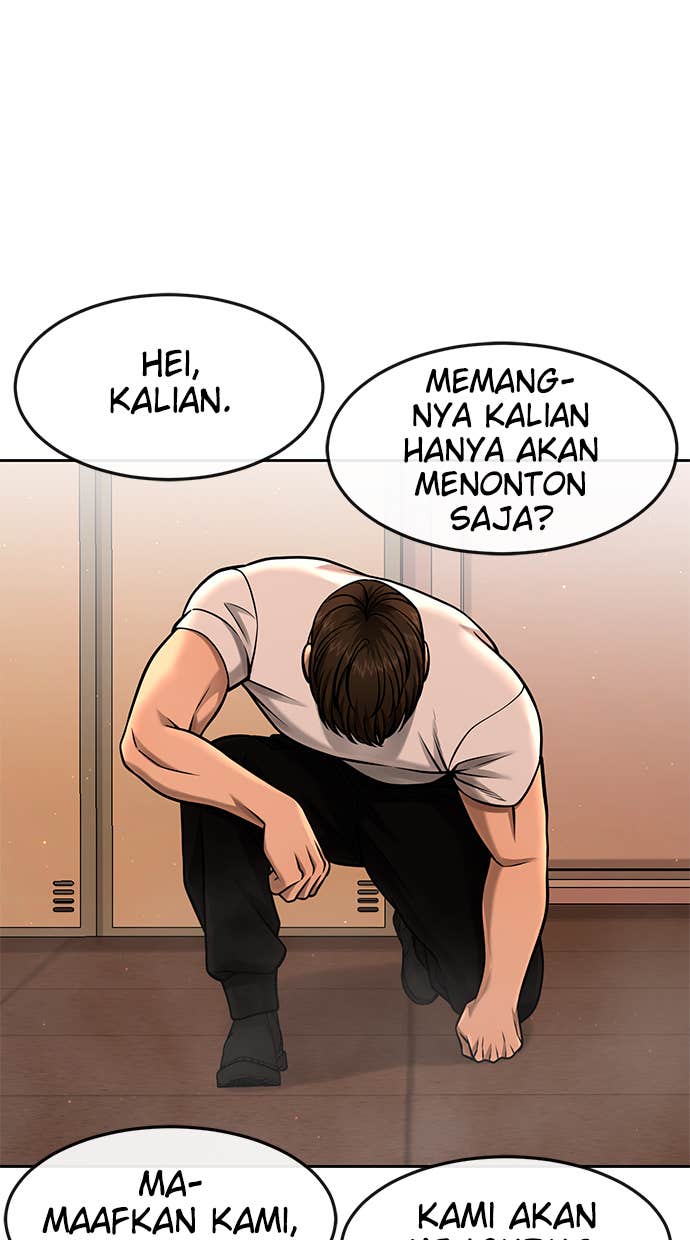 HEI,
KALIAN.
MEMANG-
NYA KALIAN
HANYA AKAN
MENONTON
SAJA?
MA-
MAAFKAN KAMI,
KAMI AKAN